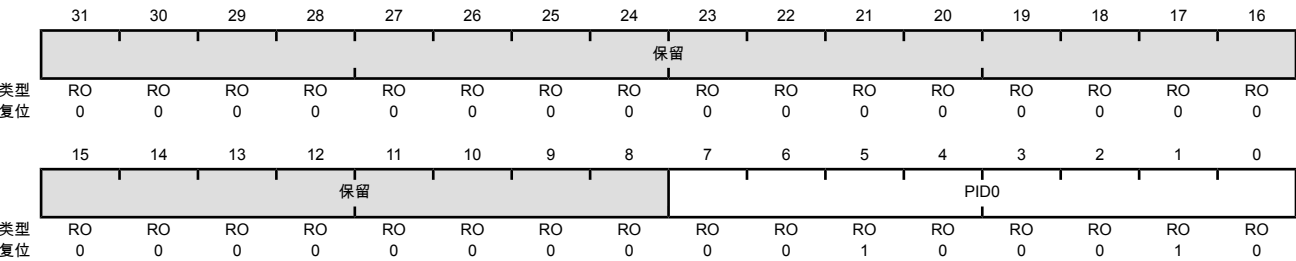 31 30 29 28 27 26 25 24 23 22 21 20 19 18 17 16
保留
类型 RO RO RO RO RO RO RO RO RO RO RO RO RO RO RO RO
复位 0 0 0 0 0 0 0 0 0 0 0 0 0 0 0 0
15 14 13 12 11 10 9 8 7 6 5 4 3 2 1 0
保留 PID0
类型 RO RO RO RO RO RO RO RO RO RO RO RO RO RO RO RO
复位 0 0 0 0 0 0 0 0 0 0 1 0 0 0 1 0